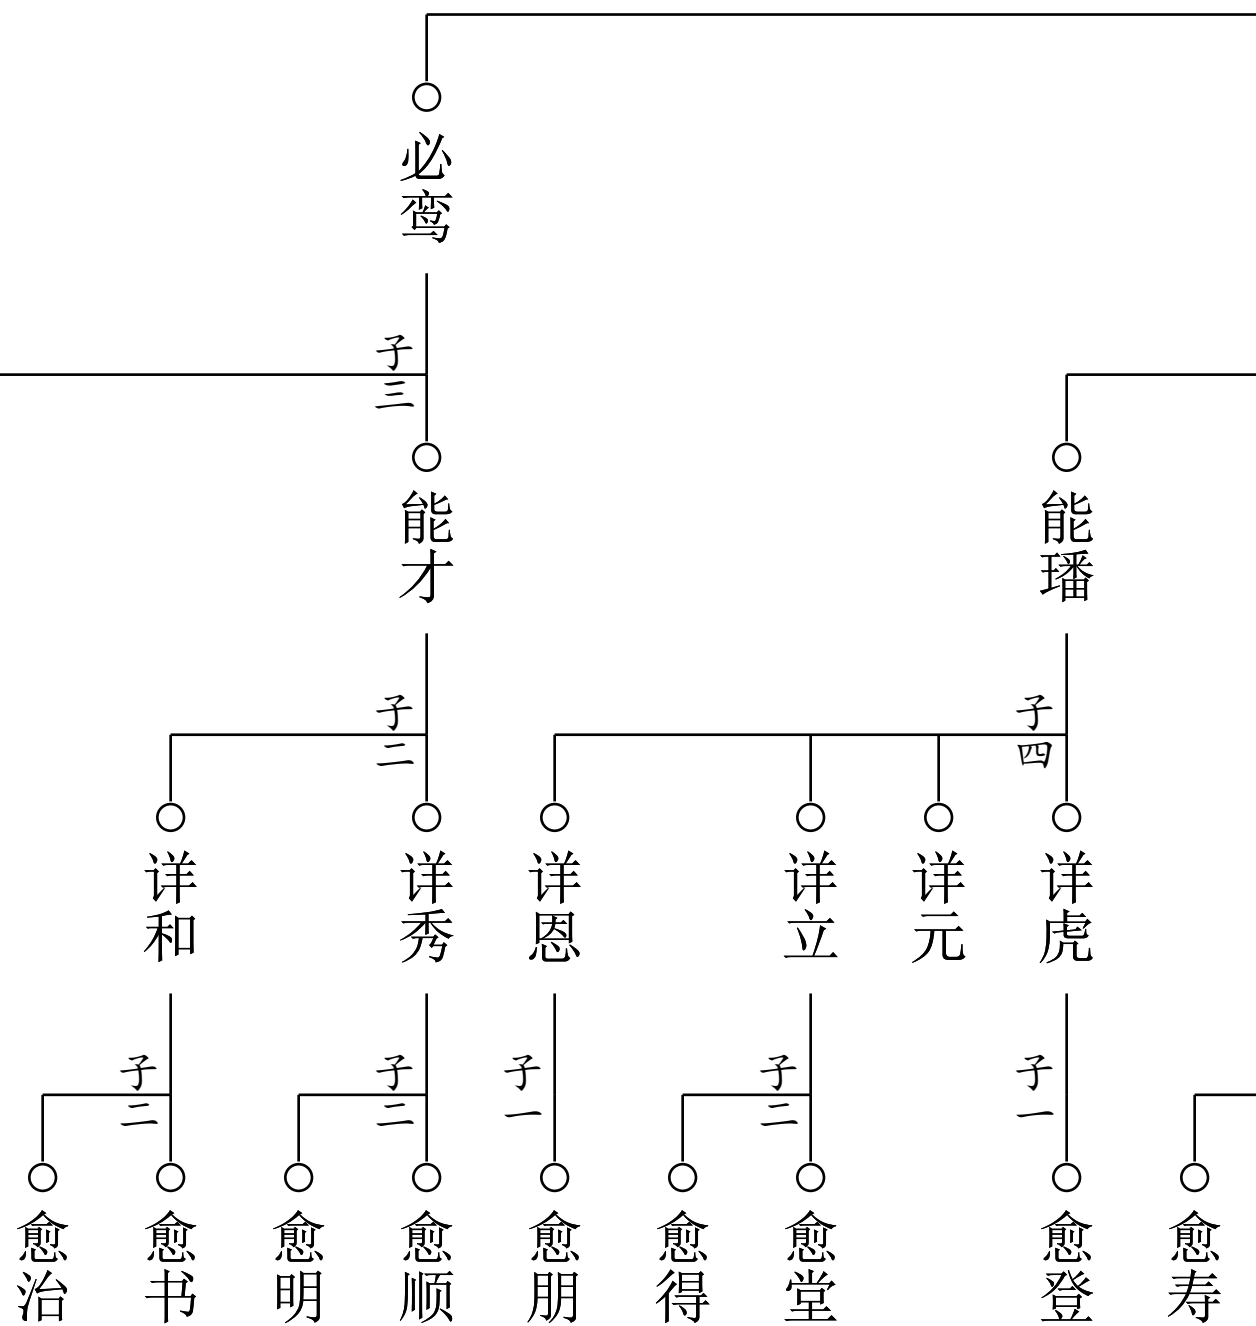 必鸾
子三
能才
能璠
子二
子四
详和
详秀
详恩
详立
详元
详虎
子二
子二
子一
子二
子一
愈治
愈书
愈明
愈顺
愈朋
愈得
愈堂
愈登
愈寿